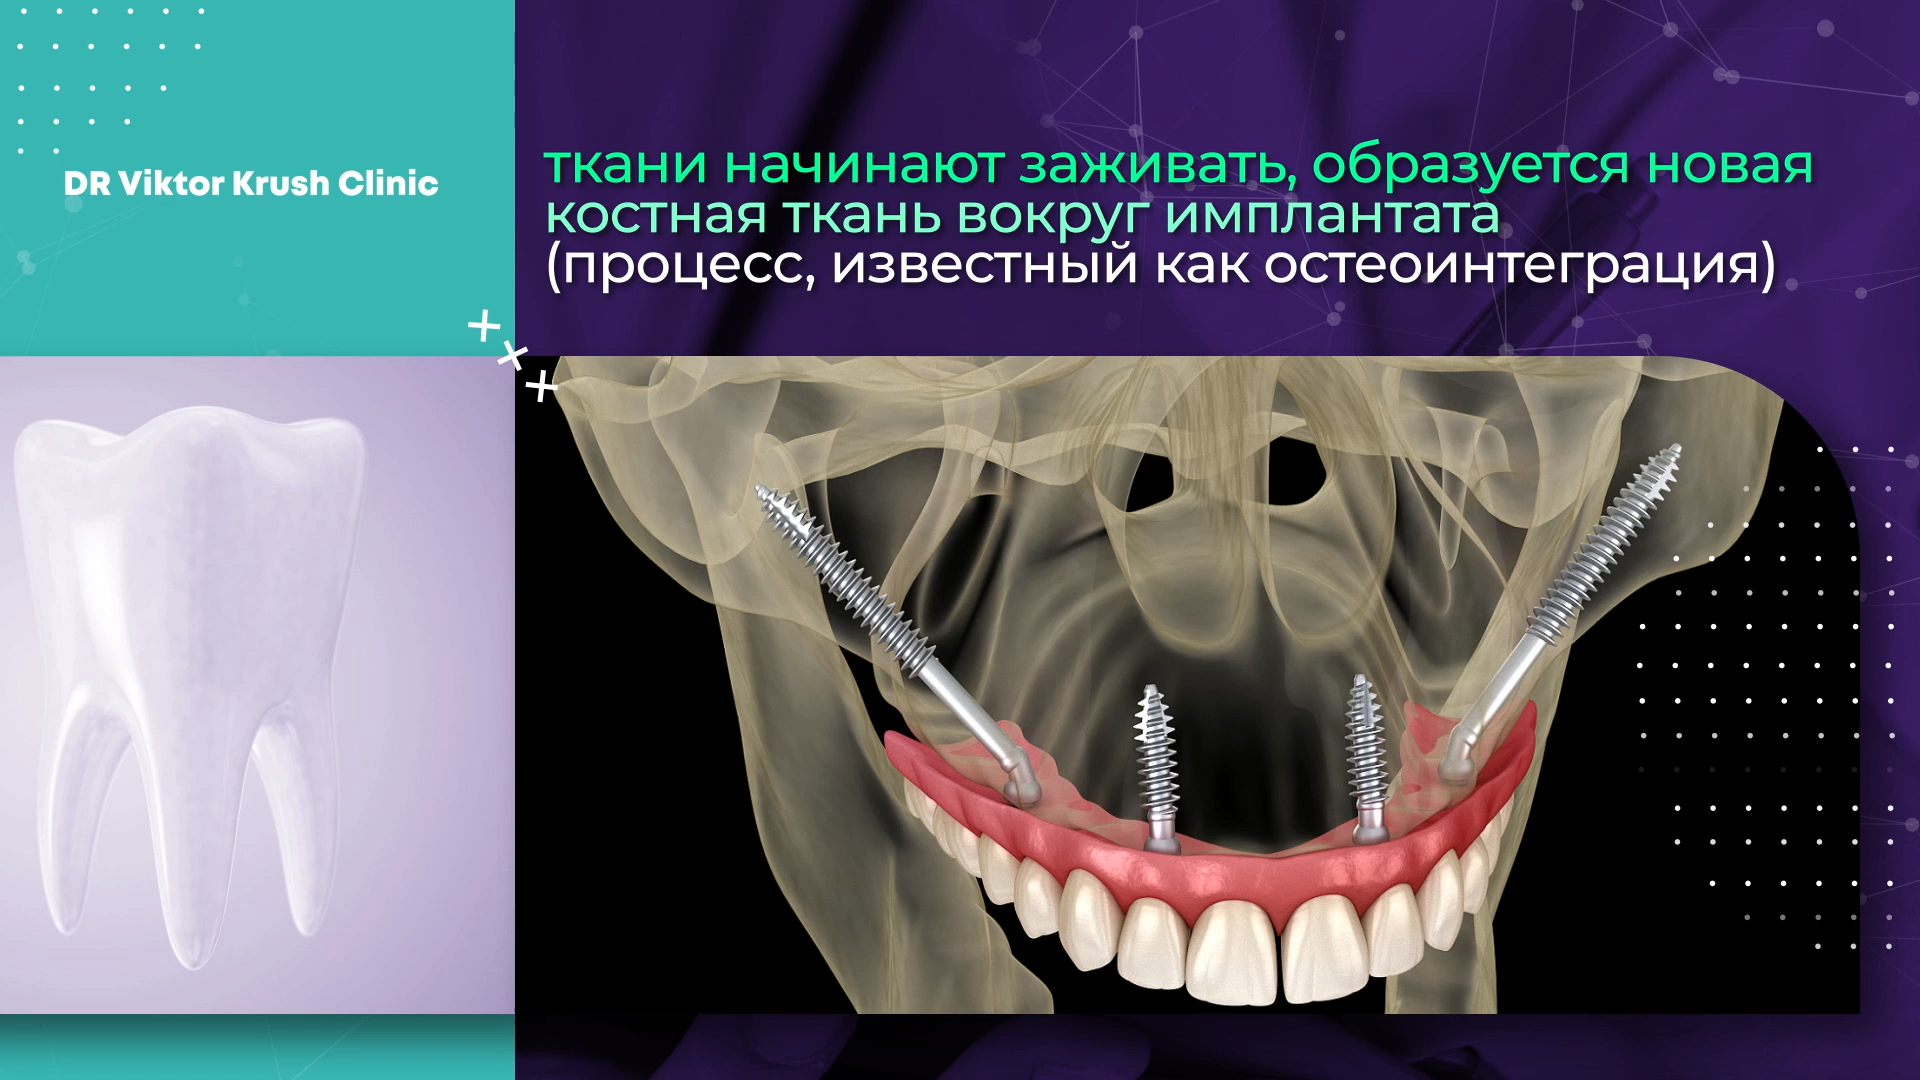 DR Viktor Krush Clinic
ткани начинают заживать, образуется новая
костная ткань вокруг имплантата
(процесс, известный как остеоинтеграция)